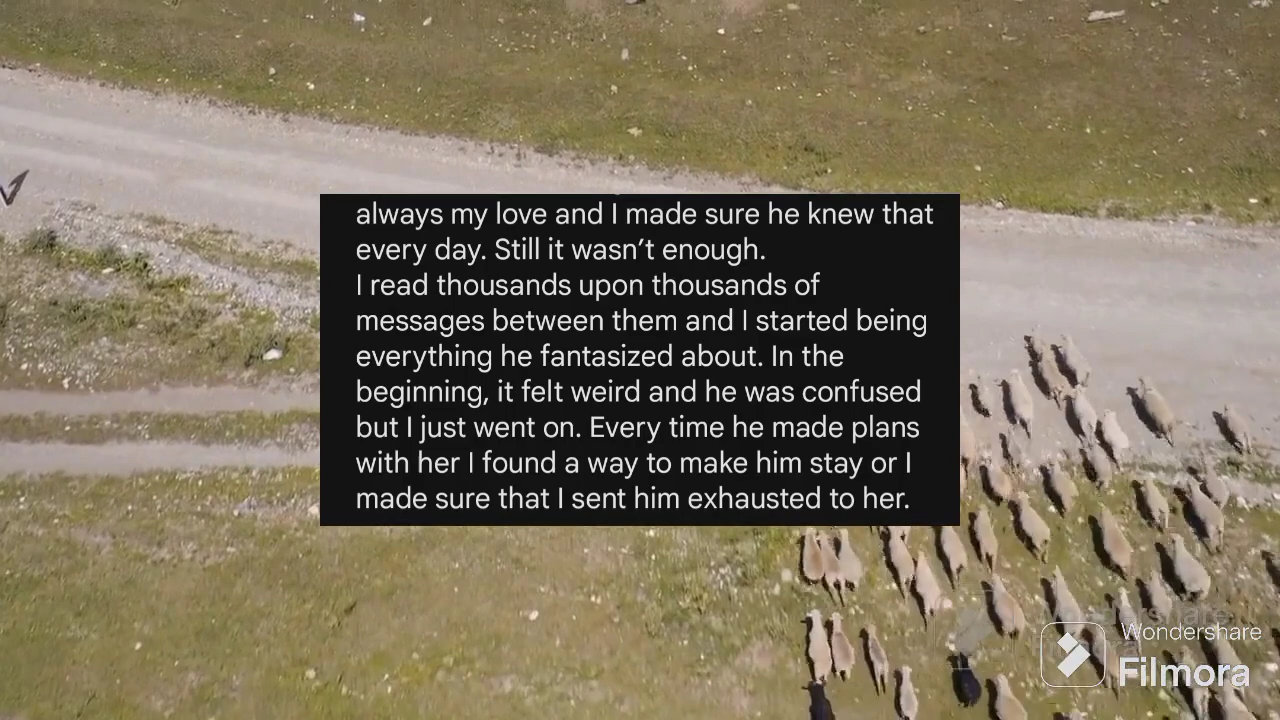 always my love and I made sure he knew that
every day. Still it wasn’t enough.
I read thousands upon thousands of
messages between them and I started being
everything he fantasized about. In the
beginning, it felt weird and he was confused
but I just went on. Every time he made plans
with her I found a way to make him stay or I
made sure that I sent him exhausted to her.
Wondershare
Filmora